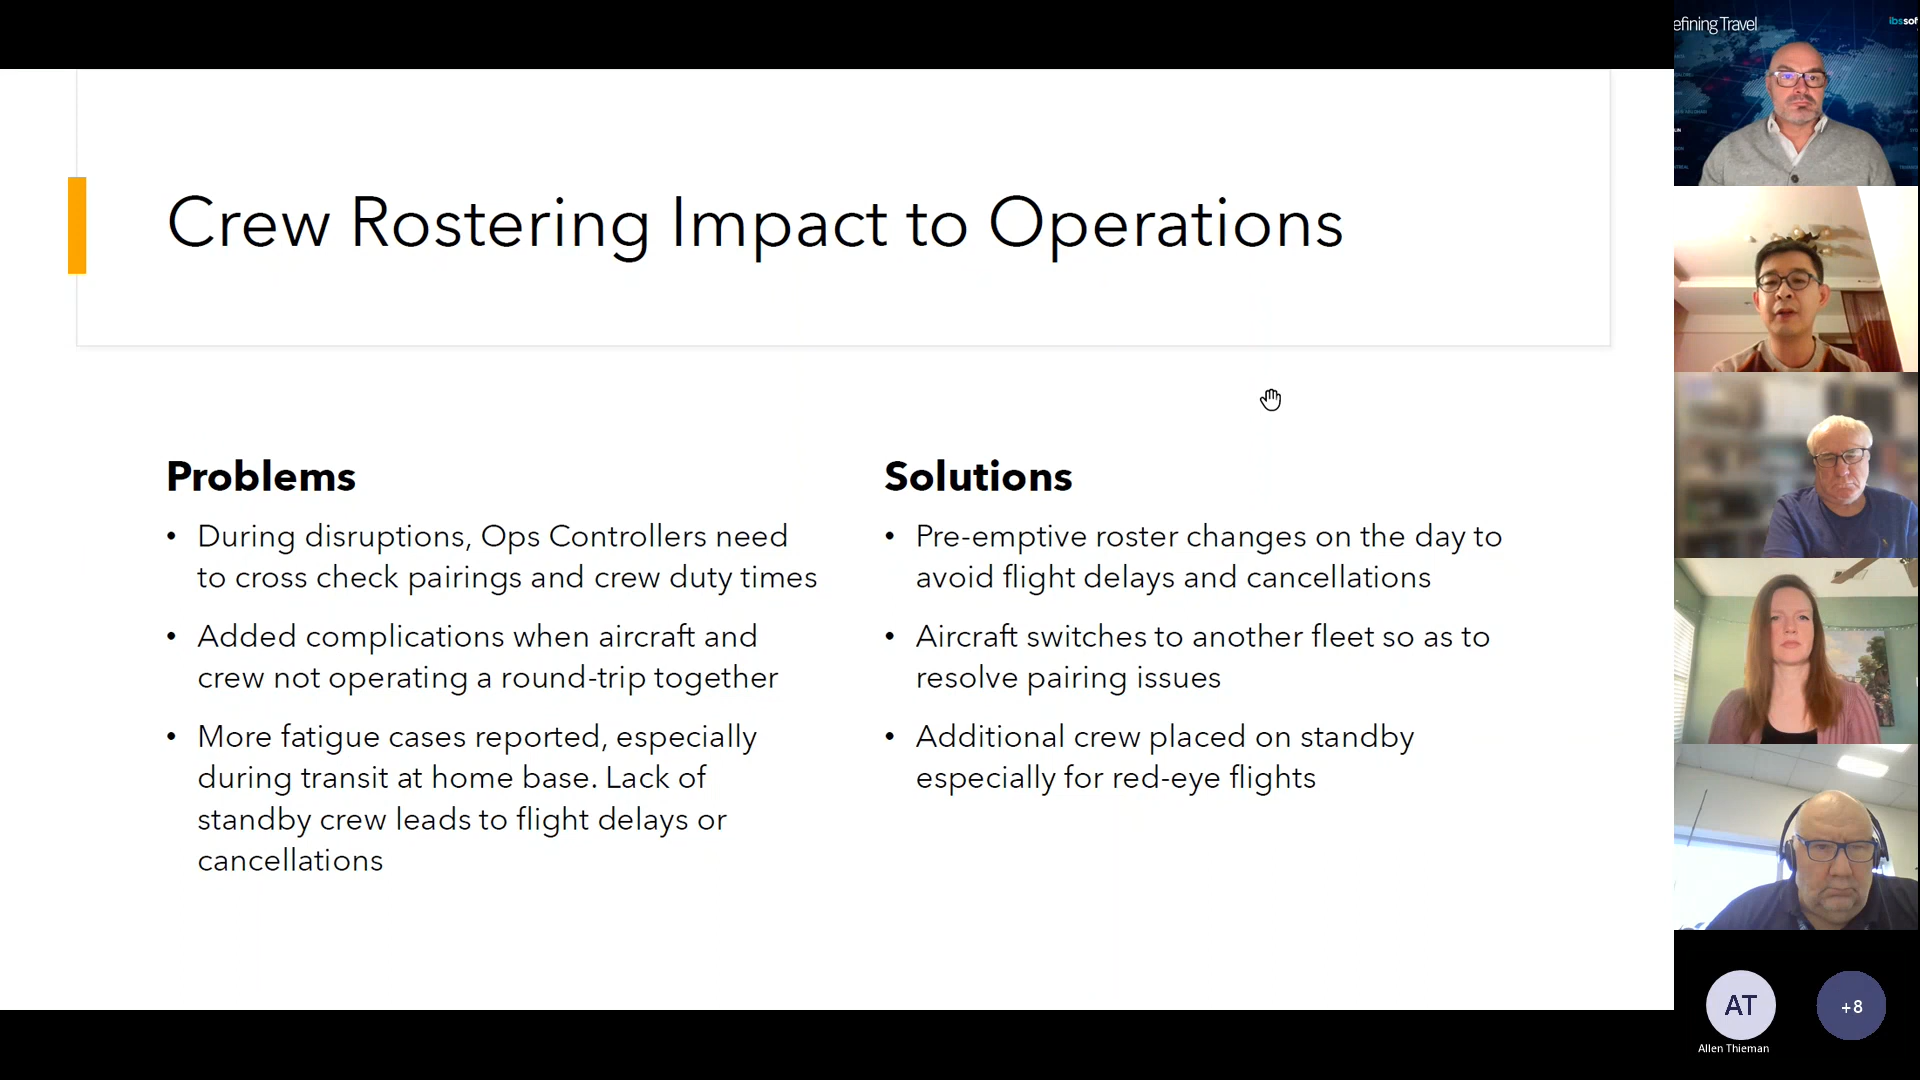 efining Travel
ibssof
Crew Rostering Impact to Operations
Problems
• During disruptions, Ops Controllers need
to cross check pairings and crew duty times
• Added complications when aircraft and
crew not operating a round-trip together
• More fatigue cases reported, especially
during transit at home base. Lack of
standby crew leads to flight delays or
cancellations
Solutions
• Pre-emptive roster changes on the day to
avoid flight delays and cancellations
• Aircraft switches to another fleet so as to
resolve pairing issues
• Additional crew placed on standby
especially for red-eye flights
AT
+8
Allen Thieman